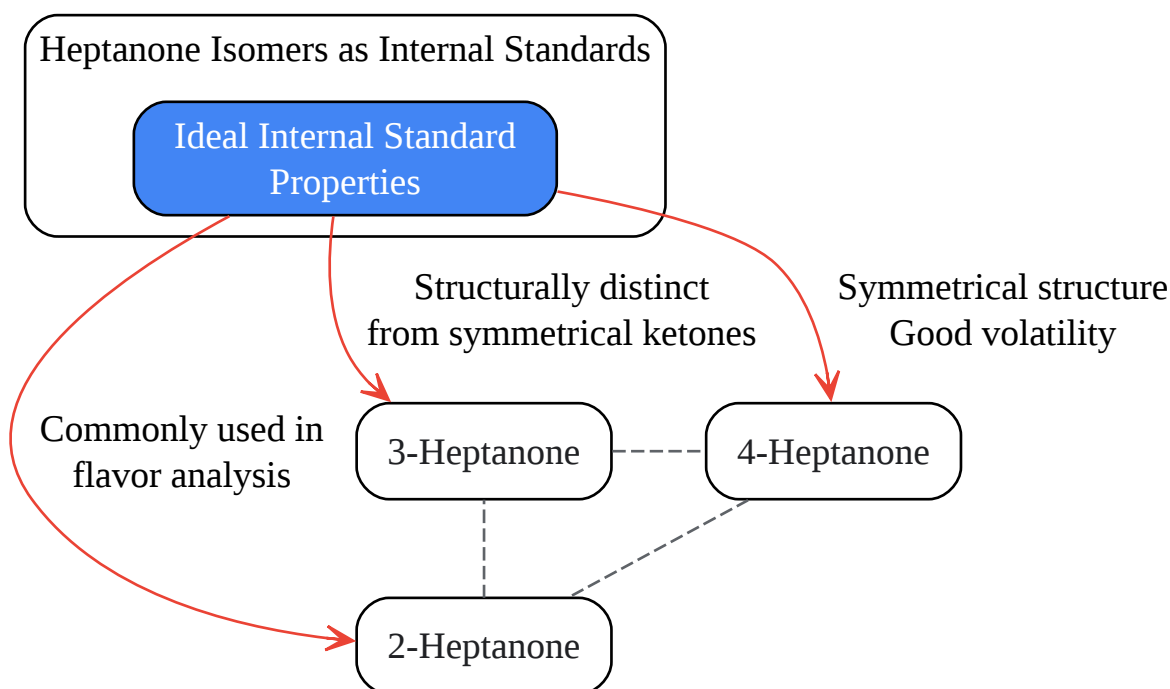 Heptanone Isomers as Internal Standards
Ideal Internal Standard
Properties
Structurally distinct
from symmetrical ketones
Symmetrical structure
Good volatility
Commonly used in
flavor analysis
3-Heptanone
4-Heptanone
2-Heptanone